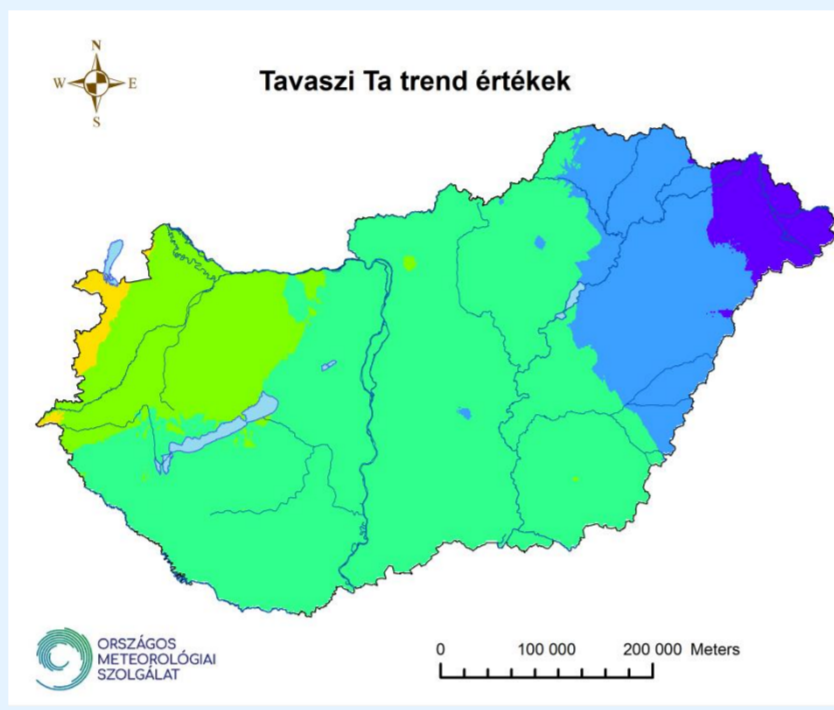 N
W E
S
Tavaszi Ta trend értékek
ORSZÁGOS
METEOROLÓGIAI
SZOLGÁLAT
0 100 000 200 000 Meters